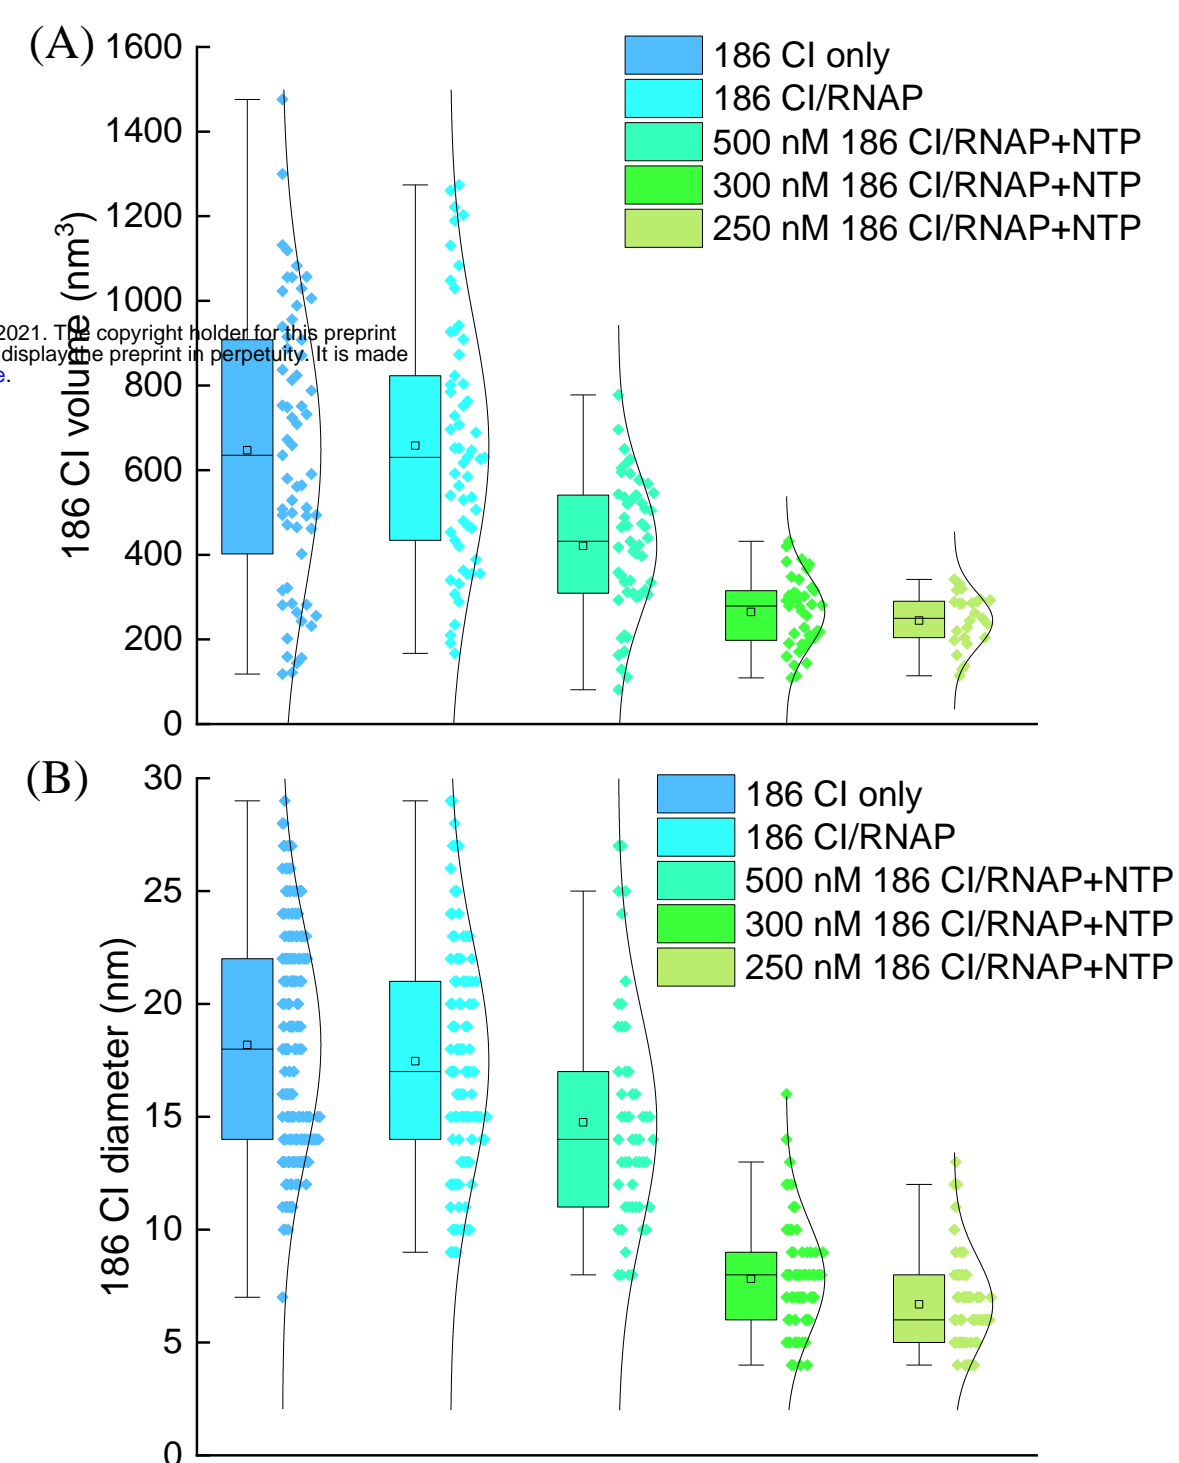 (A)
1600
1400
1200
1000
800
600
400
200
0
186 CI volume (nm³)
186 CI only
186 CI/RNAP
500 nM 186 CI/RNAP+NTP
300 nM 186 CI/RNAP+NTP
250 nM 186 CI/RNAP+NTP
2021. The copyright holder for this preprint
display the preprint in perpetuity. It is made
e.
(B)
30
25
20
15
10
5
0
186 CI diameter (nm)
186 CI only
186 CI/RNAP
500 nM 186 CI/RNAP+NTP
300 nM 186 CI/RNAP+NTP
250 nM 186 CI/RNAP+NTP